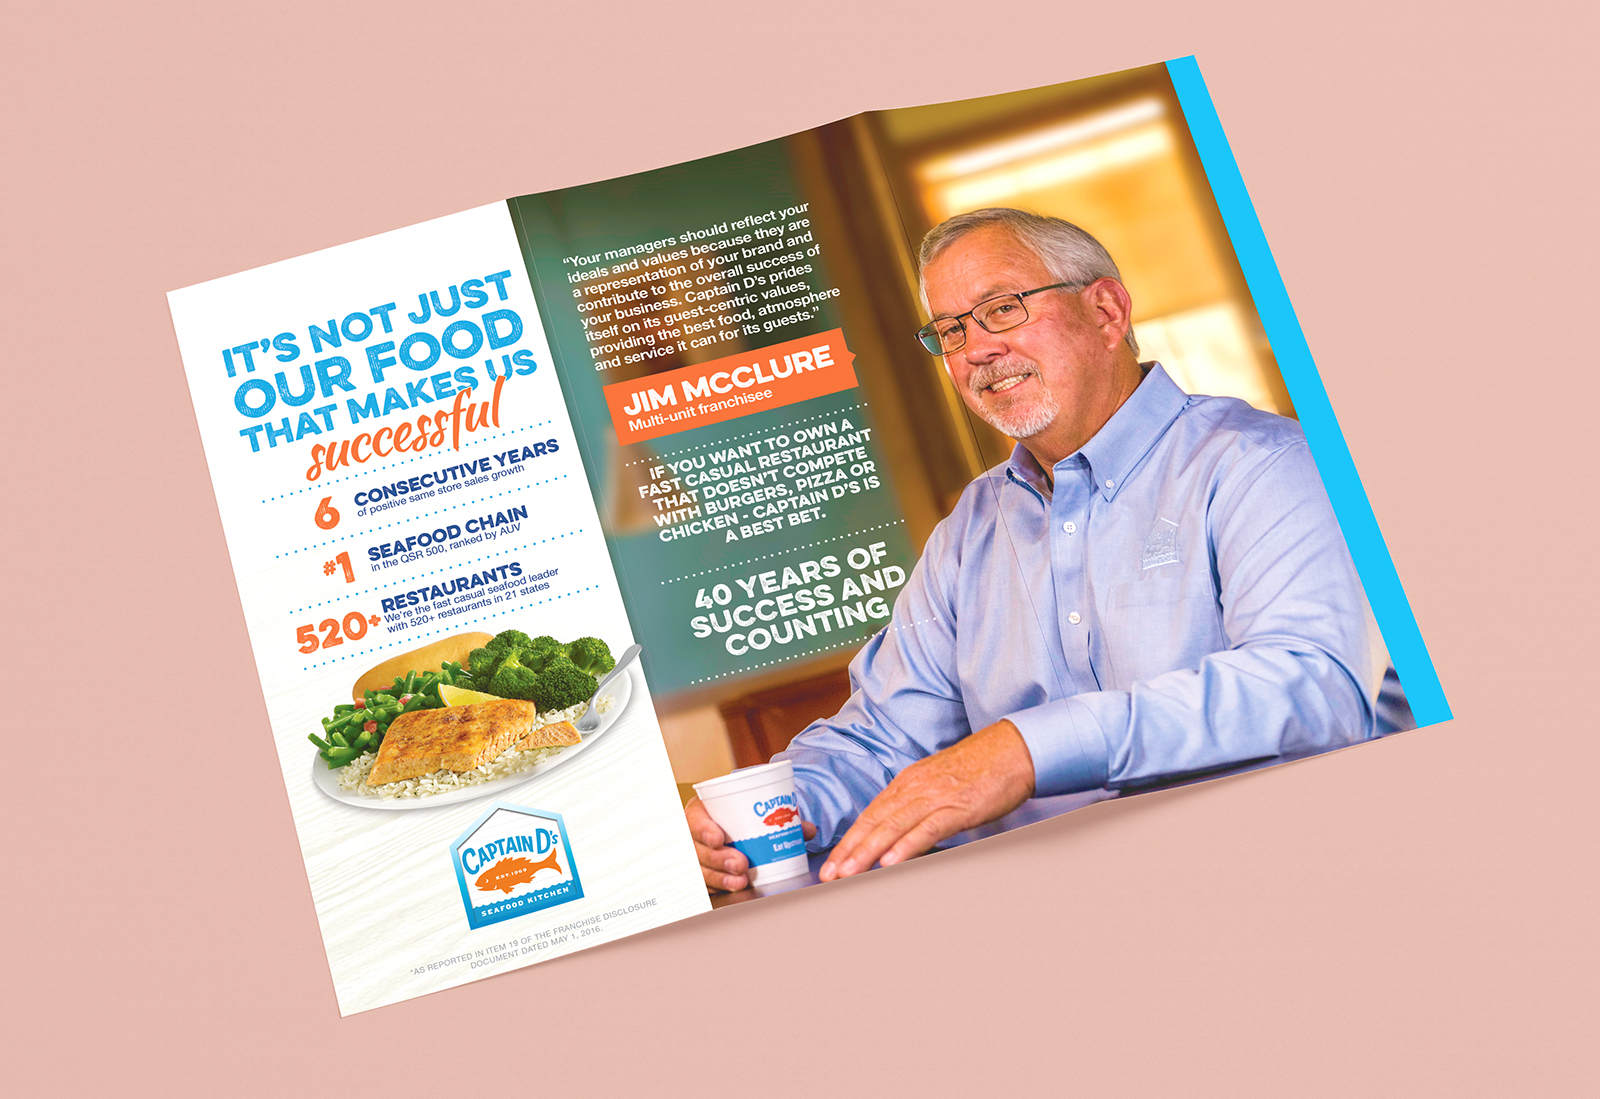 IT'S NOT JUST
OUR FOOD
THAT MAKES US
successful
6 CONSECUTIVE YEARS
of positive same store sales growth
#1 SEAFOOD CHAIN
in the QSR 500, ranked by AUV
520+ RESTAURANTS
We're the fast casual seafood leader
with 520+ restaurants in 21 states
CAPTAIN D's
EST. 1969
SEAFOOD KITCHEN
*AS REPORTED IN ITEM 19 OF THE FRANCHISE DISCLOSURE
DOCUMENT DATED MAY 1, 2016.
“Your managers should reflect your
ideals and values because they are
a representation of your brand and
contribute to the overall success of
your business. Captain D's prides
itself on its guest-centric values,
providing the best food, atmosphere
and service it can for its guests.”
JIM MCCLURE
Multi-unit franchisee
IF YOU WANT TO OWN A
FAST CASUAL RESTAURANT
THAT DOESN'T COMPETE
WITH BURGERS, PIZZA OR
CHICKEN - CAPTAIN D'S IS
A BEST BET.
40 YEARS OF
SUCCESS AND
COUNTING
CAPTAIN D
SEAFOOD KITCHEN